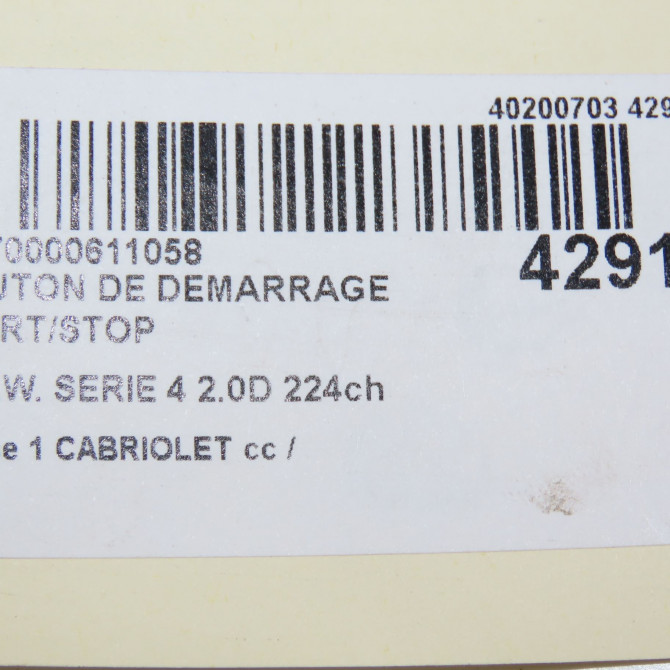 40200703 429
70000611058
4291
UTON DE DEMARRAGE
RT/STOP
W. SERIE 4 2.0D 224ch
e 1 CABRIOLET cc /